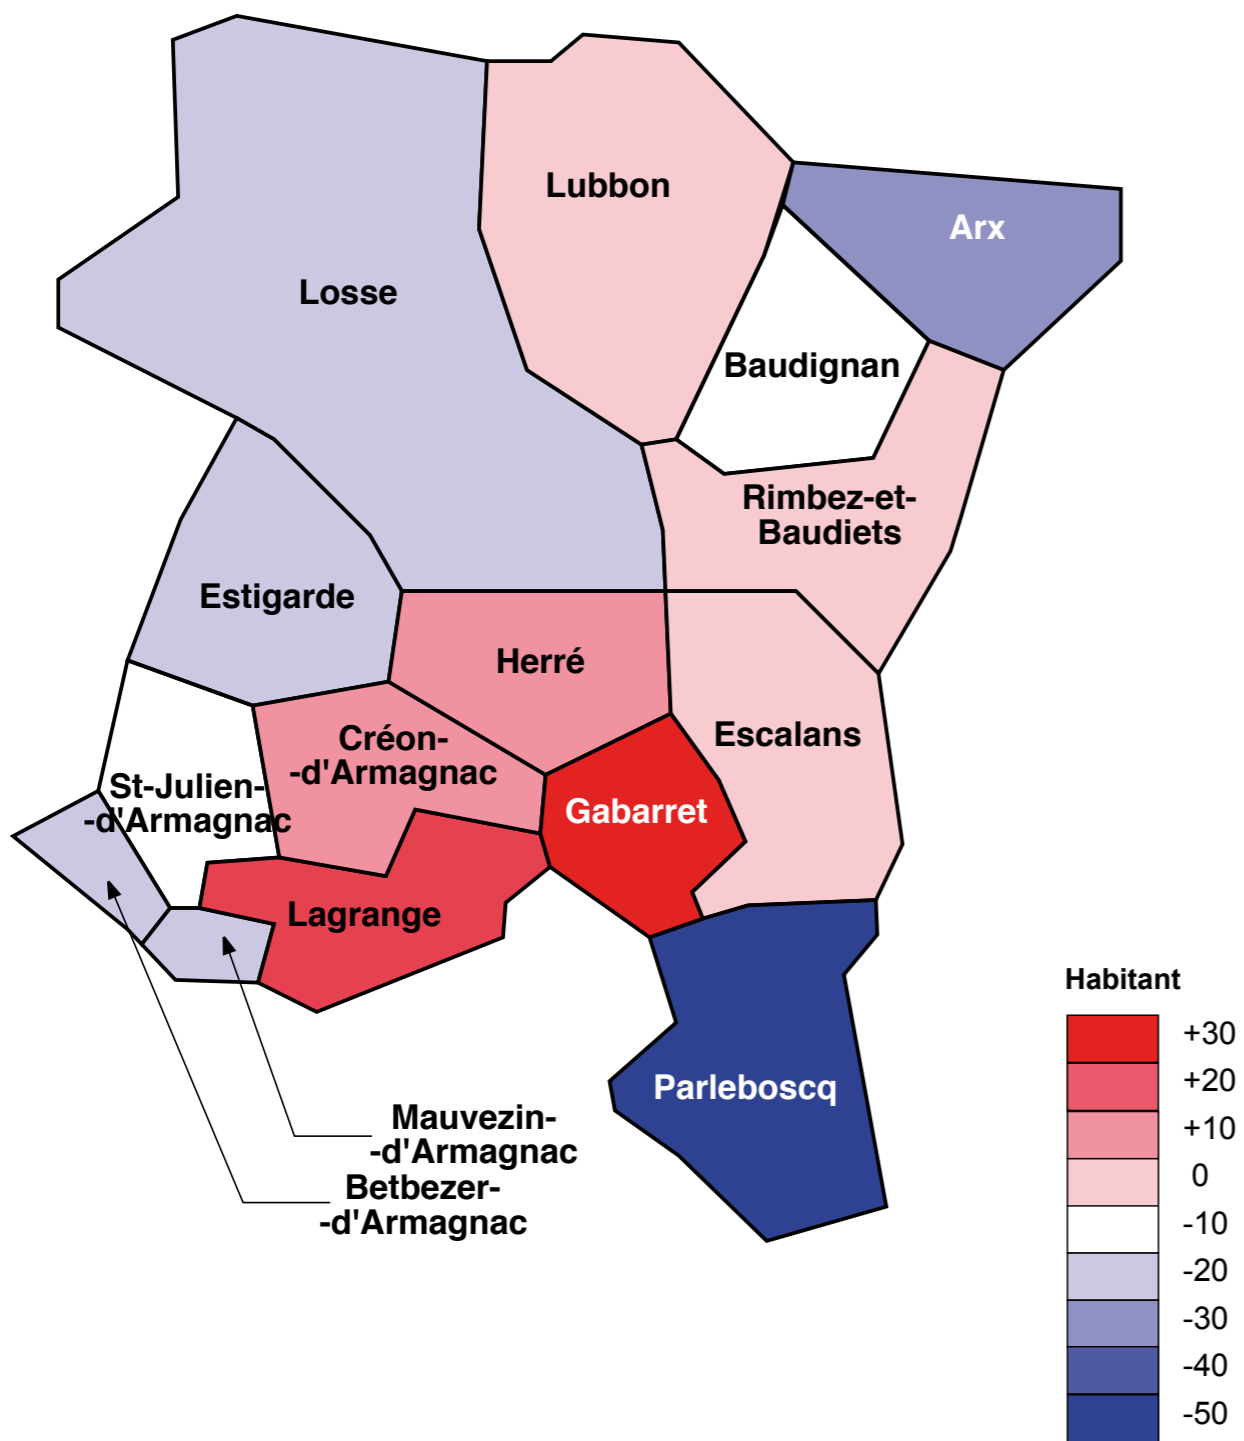 Lubbon
Arx
Losse
Baudignan
Rimbez-et-
Baudiets
Estigarde
Herré
Escalans
Créon-
-d'Armagnac
St-Julien-
-d'Armagnac
Gabarret
Lagrange
Habitant
+30
+20
+10
0
-10
-20
-30
-40
-50
Parleboscq
Mauvezin-
-d'Armagnac
Betbezer-
-d'Armagnac